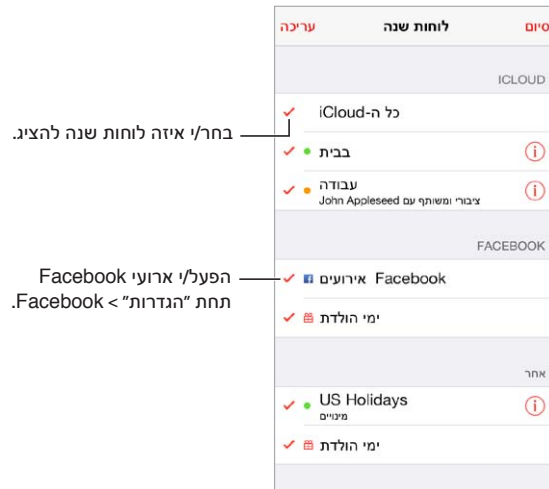 סיום לוחות שנה עריכה
ICLOUD
כל ה-iCloud
בחר/י איזה לוחות שנה להציג.
בבית
עבודה
ציבורי ומשותף עם John Appleseed
FACEBOOK
אירועים Facebook
הפעל/י ארועי Facebook
תחת "הגדרות" > Facebook.
ימי הולדת
אחר
US Holidays
מינויים
ימי הולדת